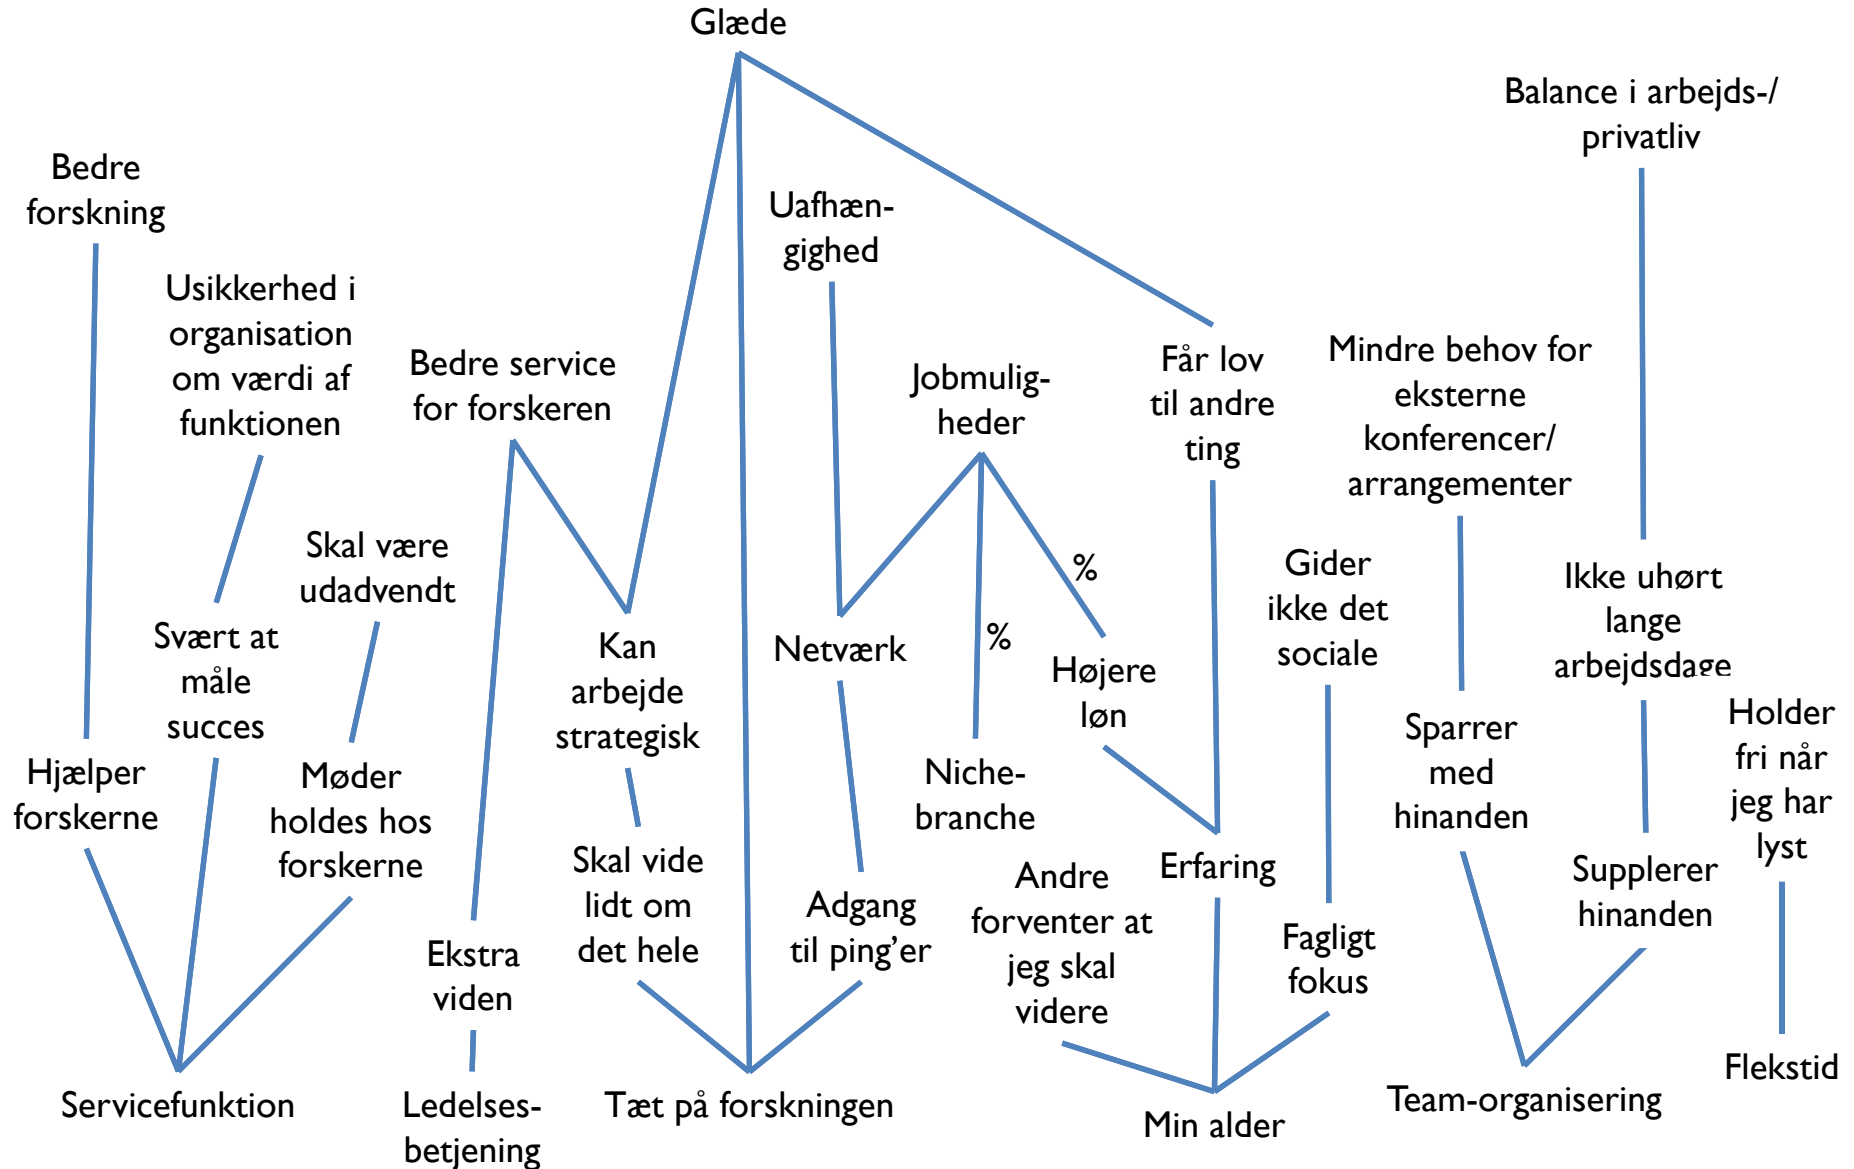 Glæde
Balance i arbejds-/
privatliv
Bedre
forskning
Uafhæn-
gighed
Usikkerhed i
organisation
om værdi af
funktionen
Bedre service
for forskeren
Jobmulig-
heder
Får lov
til andre
ting
Mindre behov for
eksterne
konferencer/
arrangementer
Skal være
udadvendt
%
Gider
ikke det
sociale
Ikke uhørt
lange
arbejdsdage
Svært at
måle
succes
Kan
arbejde
strategisk
Netværk
%
Højere
løn
Sparrer
med
hinanden
Holder
fri når
jeg har
lyst
Hjælper
forskerne
Møder
holdes hos
forskerne
Niche-
branche
Skal vide
lidt om
det hele
Adgang
til ping’er
Andre
forventer at
jeg skal
videre
Erfaring
Supplerer
hinanden
Ekstra
viden
Fagligt
fokus
Servicefunktion
Ledelses-
betjening
Tæt på forskningen
Min alder
Team-organisering
Flekstid